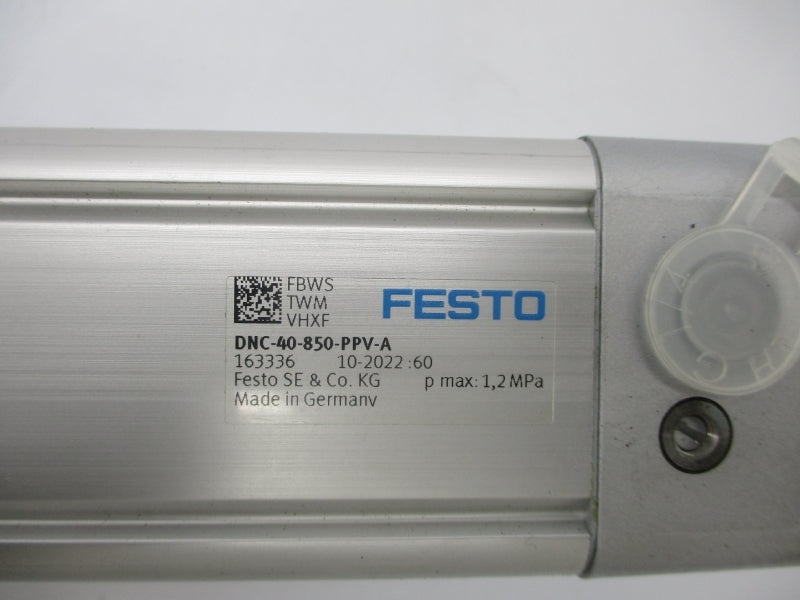 FBWS
TWM
VHXF
FESTO
DNC-40-850-PPV-A
163336 10-2022 :60
Festo SE & Co. KG p max: 1,2 MPa
Made in Germany